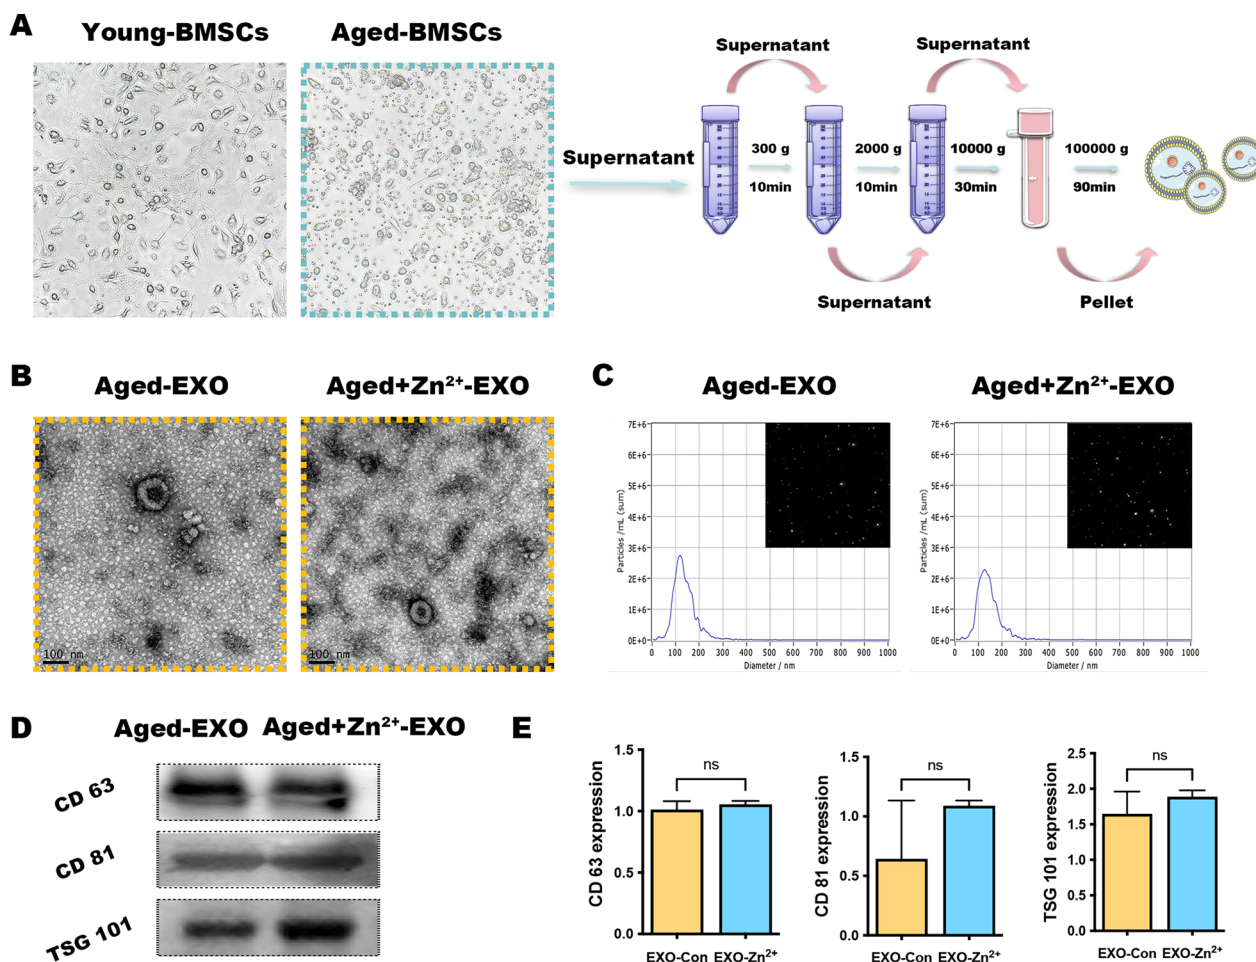 A
Young-BMSCs
Aged-BMSCs
Supernatant
Supernatant
Supernatant
300 g
10min
2000 g
10min
10000 g
30min
100000 g
90min
Supernatant
Pellet
B
Aged-EXO
Aged+Zn²⁺-EXO
100 nm
100 nm
C
Aged-EXO
Aged+Zn²⁺-EXO
Particles /mL (sum)
7E+6
6E+6
5E+6
4E+6
3E+6
2E+6
1E+6
0E+0
0 100 200 300 400 500 600 700 800 900 1000
Diameter / nm
Particles /mL (sum)
7E+6
6E+6
5E+6
4E+6
3E+6
2E+6
1E+6
0E+0
0 100 200 300 400 500 600 700 800 900 1000
Diameter / nm
D
Aged-EXO
Aged+Zn²⁺-EXO
CD 63
CD 81
TSG 101
E
CD 63 expression
1.5
1.0
0.5
0.0
ns
EXO-Con EXO-Zn²⁺
CD 81 expression
1.5
1.0
0.5
0.0
ns
EXO-Con EXO-Zn²⁺
TSG 101 expression
2.5
2.0
1.5
1.0
0.5
0.0
ns
EXO-Con EXO-Zn²⁺